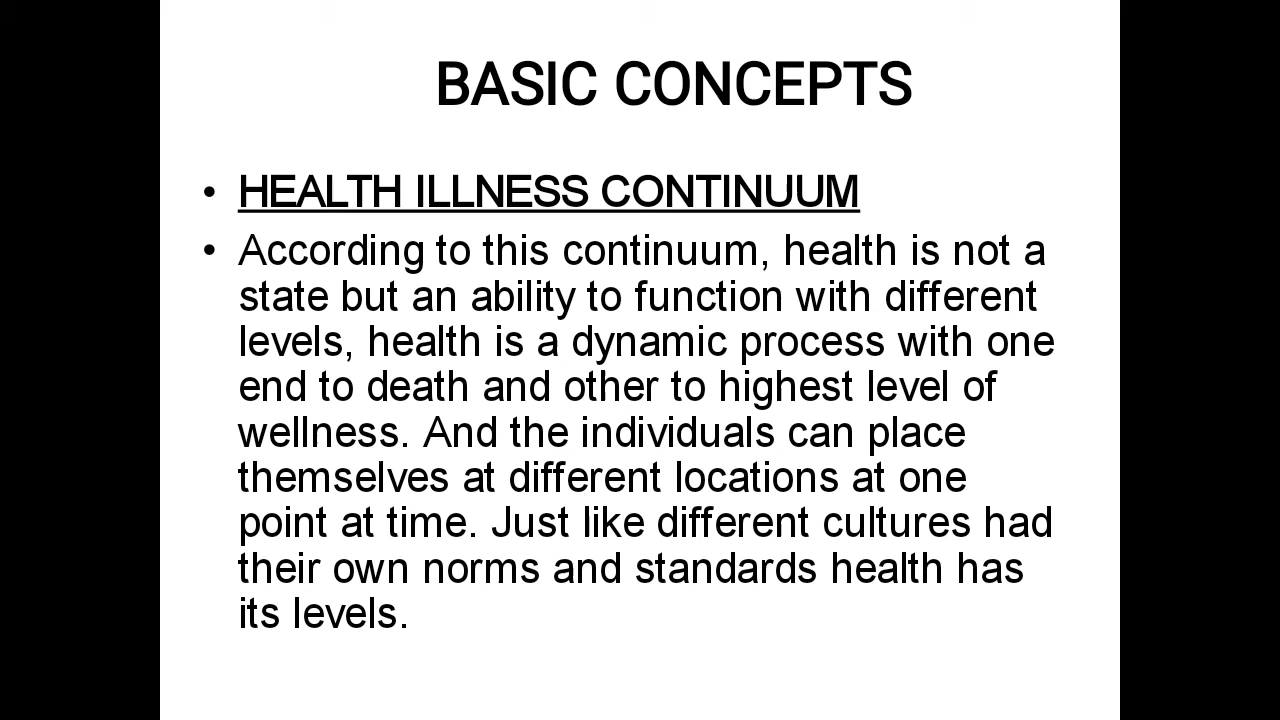 BASIC CONCEPTS
• HEALTH ILLNESS CONTINUUM
• According to this continuum, health is not a
state but an ability to function with different
levels, health is a dynamic process with one
end to death and other to highest level of
wellness. And the individuals can place
themselves at different locations at one
point at time. Just like different cultures had
their own norms and standards health has
its levels.